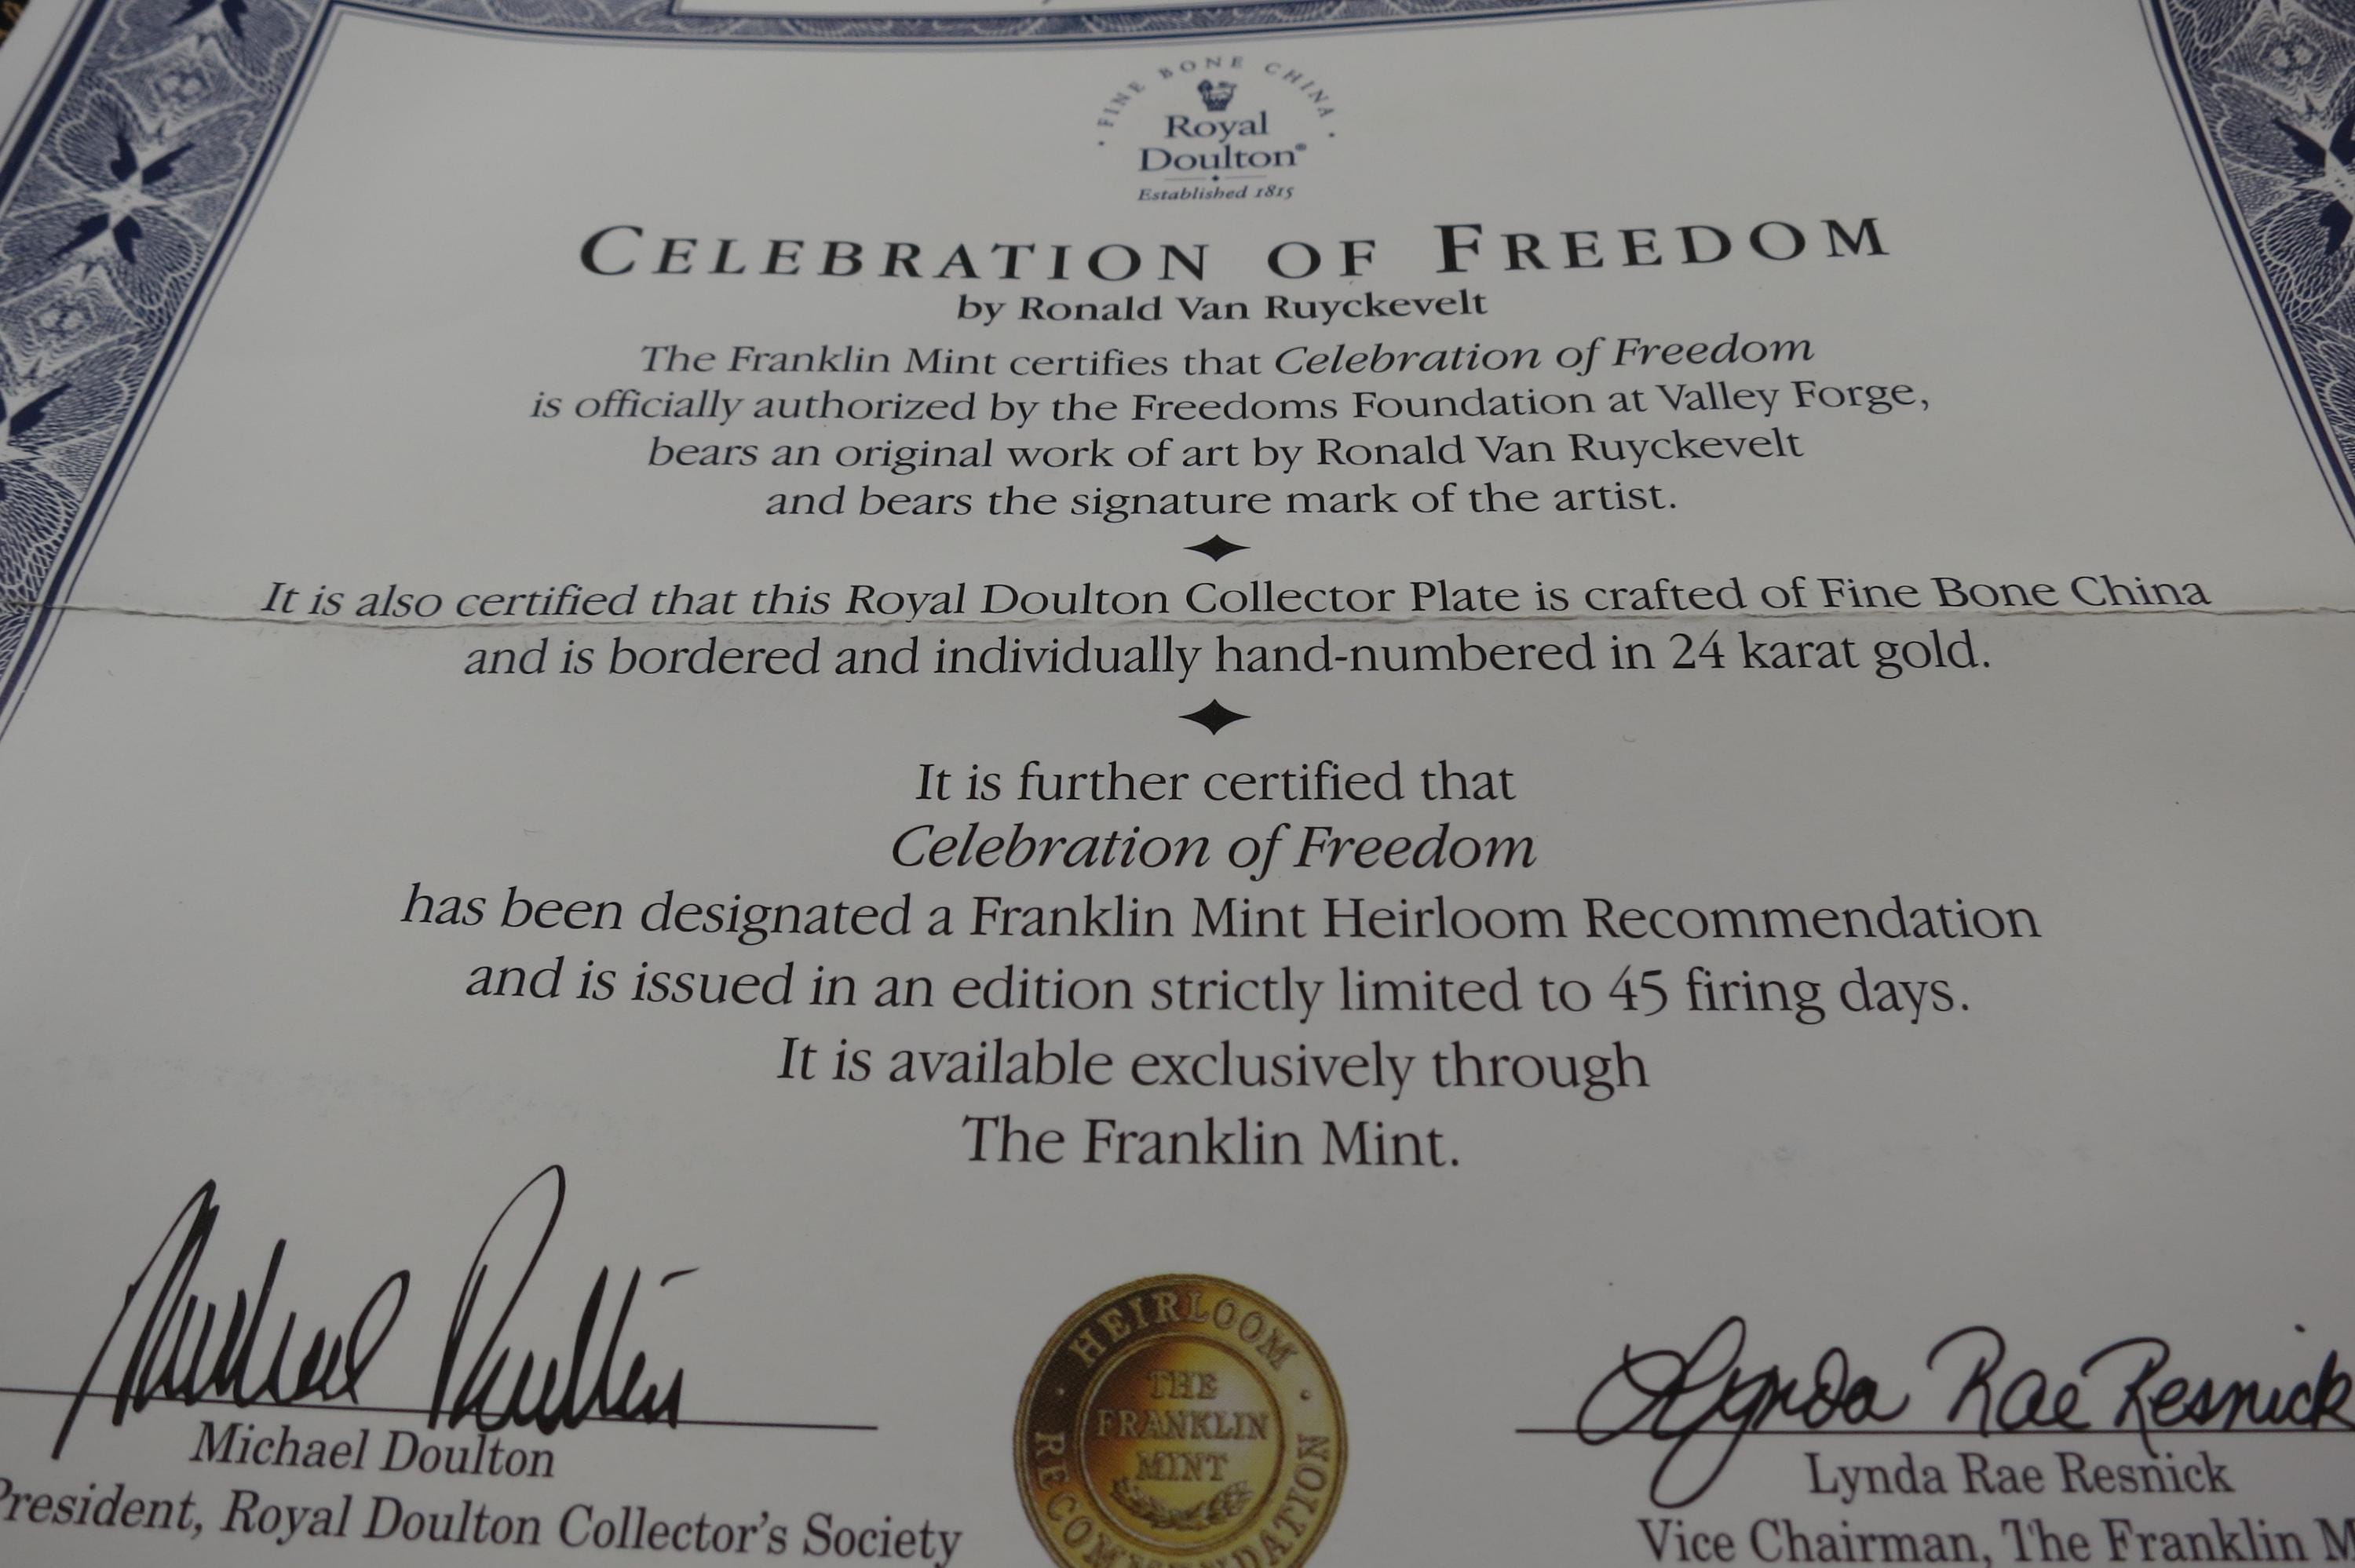 · FINE BONE CHINA ·
Royal
Doulton®
Established 1815
CELEBRATION OF FREEDOM
by Ronald Van Ruyckevelt
The Franklin Mint certifies that Celebration of Freedom
is officially authorized by the Freedoms Foundation at Valley Forge,
bears an original work of art by Ronald Van Ruyckevelt
and bears the signature mark of the artist.
It is also certified that this Royal Doulton Collector Plate is crafted of Fine Bone China
and is bordered and individually hand-numbered in 24 karat gold.
It is further certified that
Celebration of Freedom
has been designated a Franklin Mint Heirloom Recommendation
and is issued in an edition strictly limited to 45 firing days.
It is available exclusively through
The Franklin Mint.
Michael Doulton
Michael Doulton
President, Royal Doulton Collector's Society
HEIRLOOM
THE
FRANKLIN
MINT
RECOMMENDATION
Lynda Rae Resnick
Lynda Rae Resnick
Vice Chairman, The Franklin M